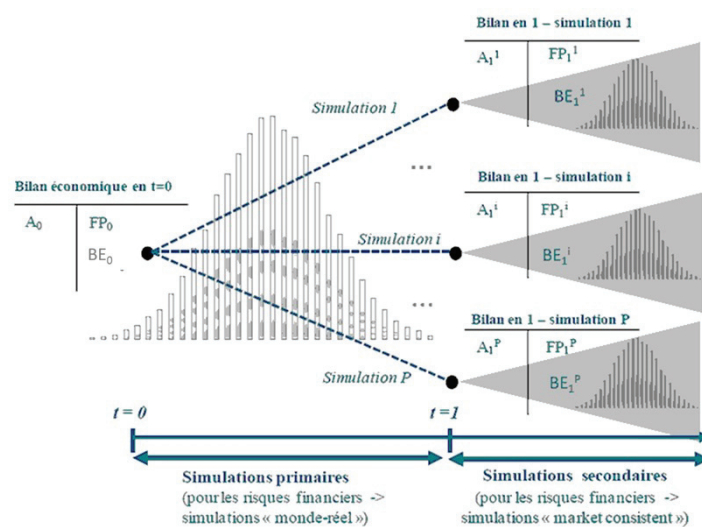 Bilan en 1 – simulation 1
A₁¹ FP₁¹
BE₁¹
Simulation 1
...
Bilan économique en t=0
A₀ FP₀
BE₀
Bilan en 1 – simulation i
A₁ⁱ FP₁ⁱ
BE₁ⁱ
Simulation i
...
Bilan en 1 – simulation P
A₁ᴾ FP₁ᴾ
BE₁ᴾ
Simulation P
t = 0 t=1
Simulations primaires
(pour les risques financiers ->
simulations « monde-réel »)
Simulations secondaires
(pour les risques financiers ->
simulations « market consistent »)